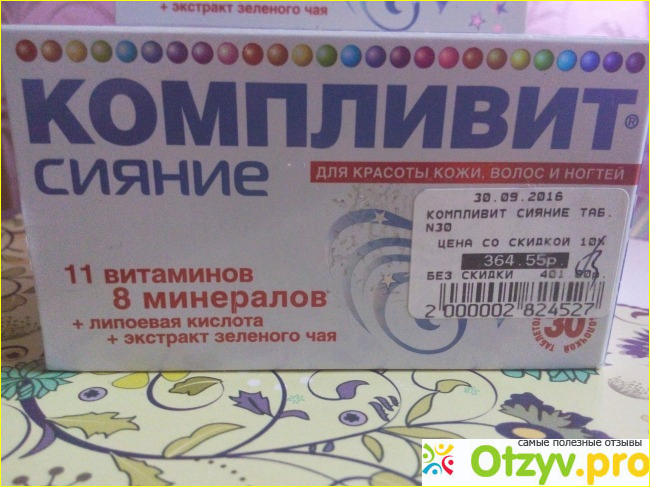 + экстракт зеленого чая
КОМПЛИВИТ®
сияние
ДЛЯ КРАСОТЫ КОЖИ, ВОЛОС И НОГТЕЙ
30.09.2016
КОМПЛИВИТ СИЯНИЕ ТАБ.
N30
ЦЕНА СО СКИДКОЙ 10%
364.55р.
БЕЗ СКИДКИ 401
2 000002 824527
11 витаминов
8 минералов
+ липоевая кислота
+ экстракт зеленого чая
30
самые полезные отзывы
Otzyv.pro